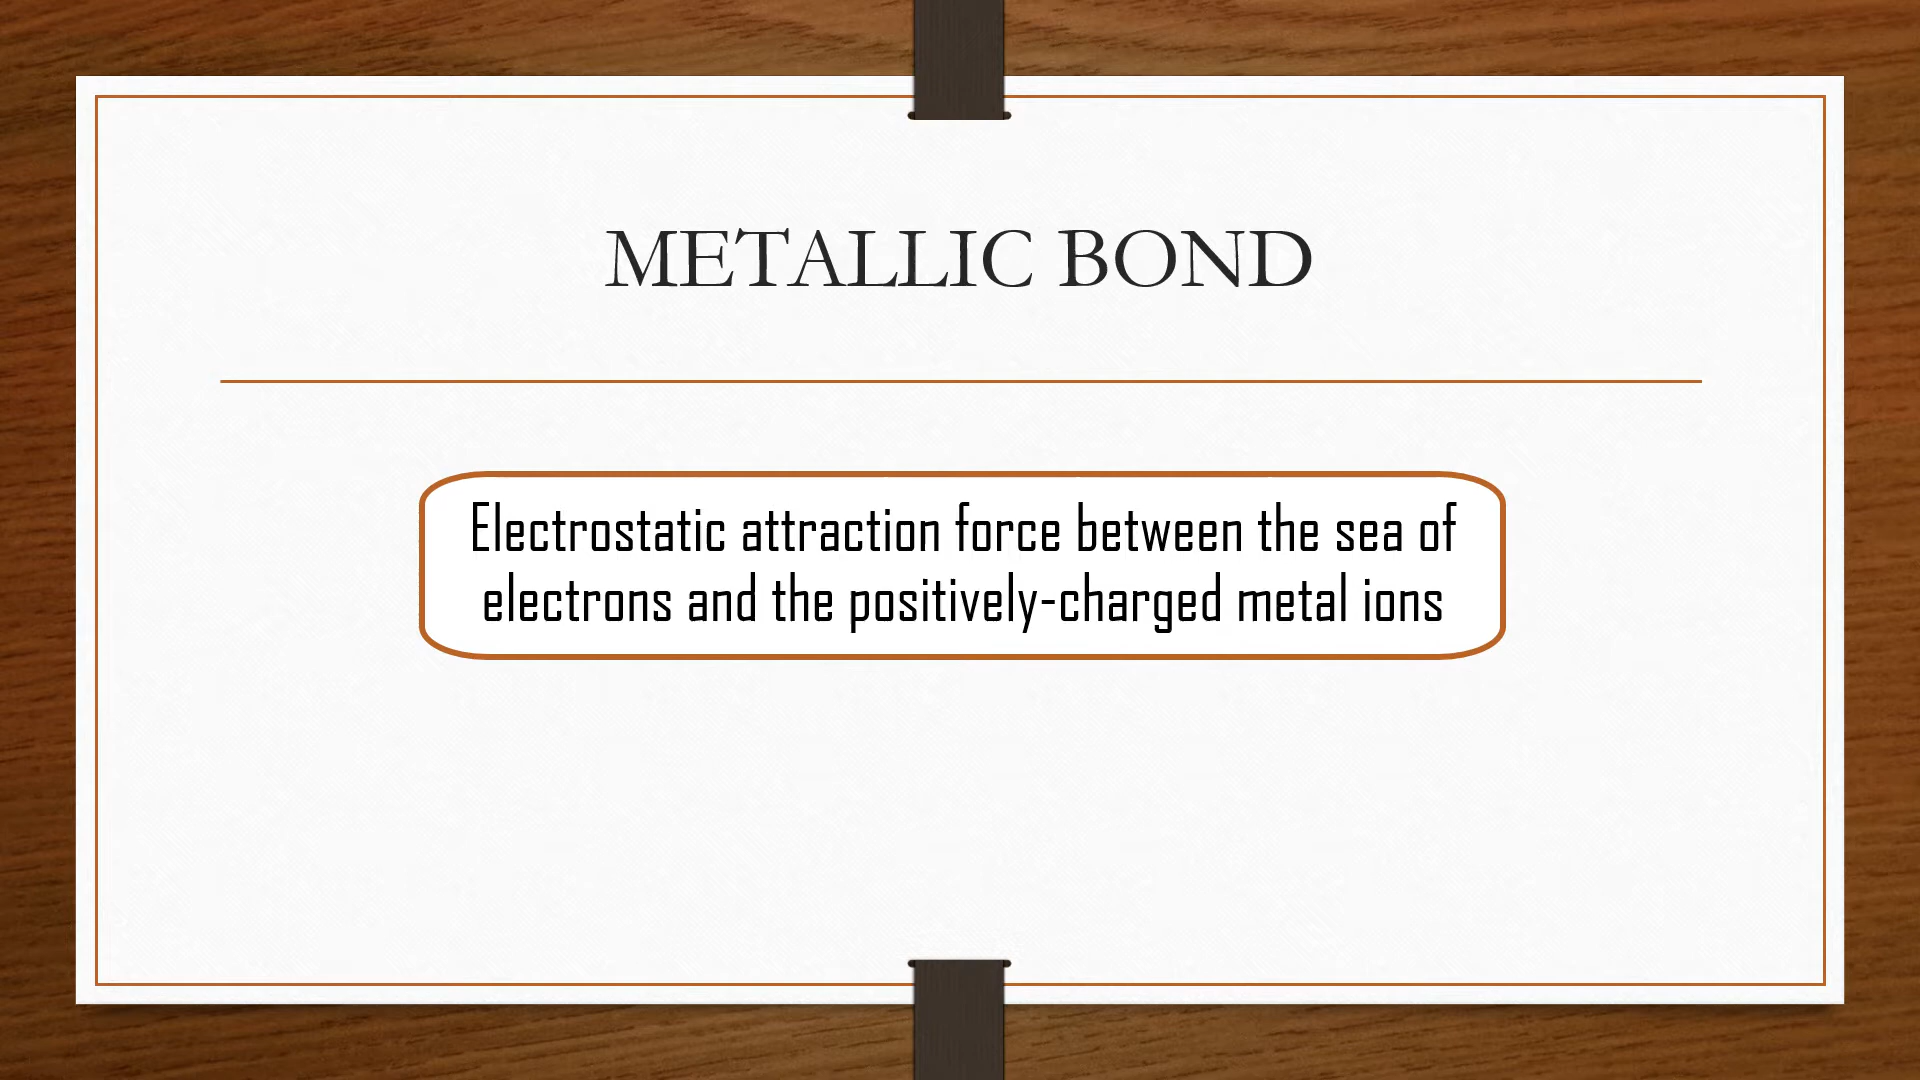 METALLIC BOND
Electrostatic attraction force between the sea of
electrons and the positively-charged metal ions